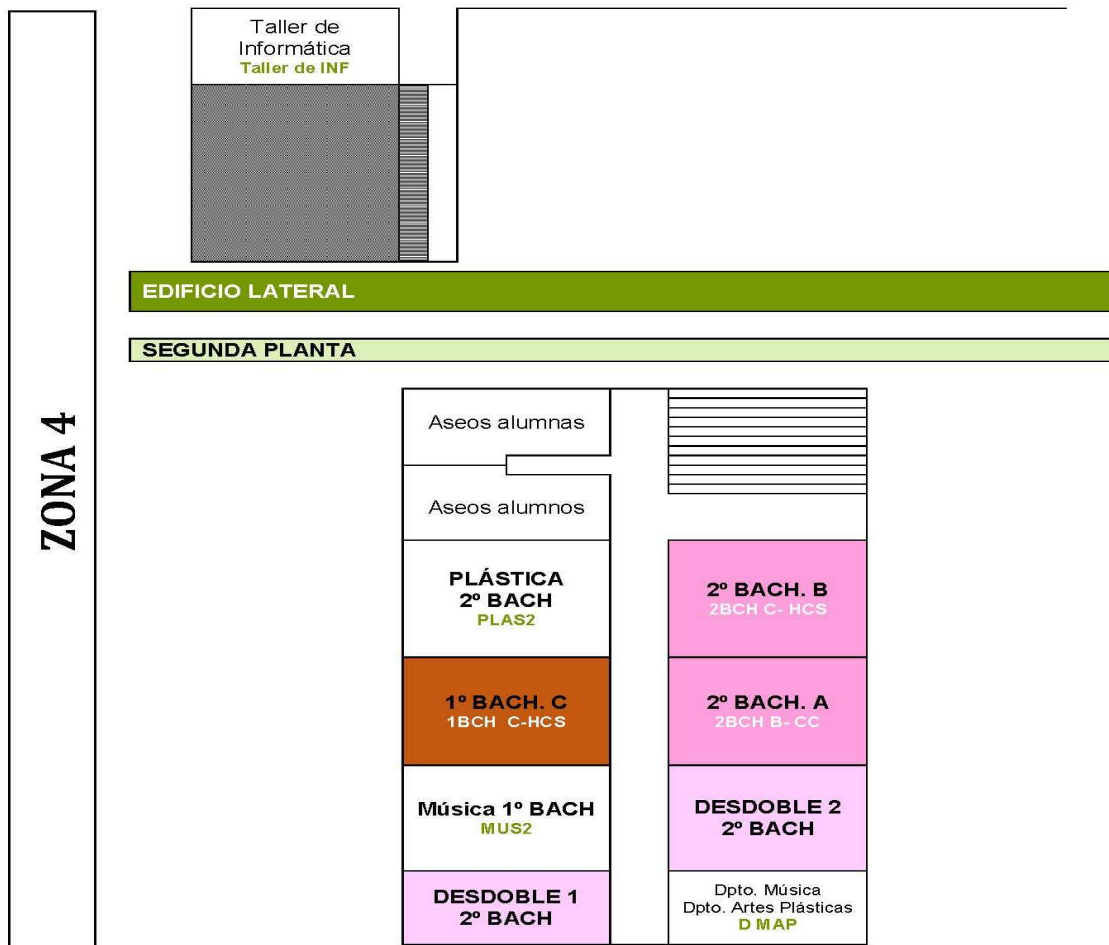 ZONA 4
Taller de
Informática
Taller de INF
EDIFICIO LATERAL
SEGUNDA PLANTA
Aseos alumnas
Aseos alumnos
PLÁSTICA
2º BACH
PLAS2
2º BACH. B
2BCH C- HCS
1º BACH. C
1BCH C-HCS
2º BACH. A
2BCH B- CC
Música 1º BACH
MUS2
DESDOBLE 2
2º BACH
DESDOBLE 1
2º BACH
Dpto. Música
Dpto. Artes Plásticas
D MAP